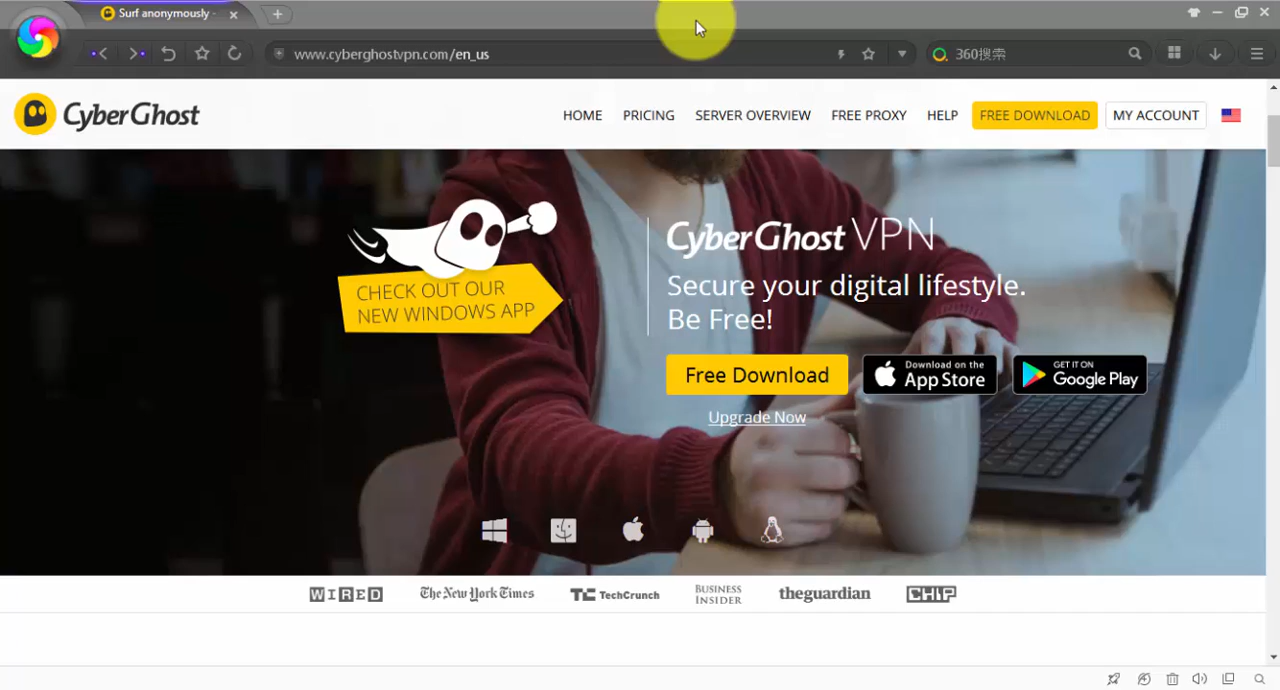 Surf anonymously -
www.cyberghostvpn.com/en_us
360搜索
CyberGhost
HOME
PRICING
SERVER OVERVIEW
FREE PROXY
HELP
FREE DOWNLOAD
MY ACCOUNT
CHECK OUT OUR
NEW WINDOWS APP
CyberGhost VPN
Secure your digital lifestyle.
Be Free!
Free Download
Download on the
App Store
GET IT ON
Google Play
Upgrade Now
WIRED
The New York Times
TC TechCrunch
BUSINESS
INSIDER
theguardian
CHIP